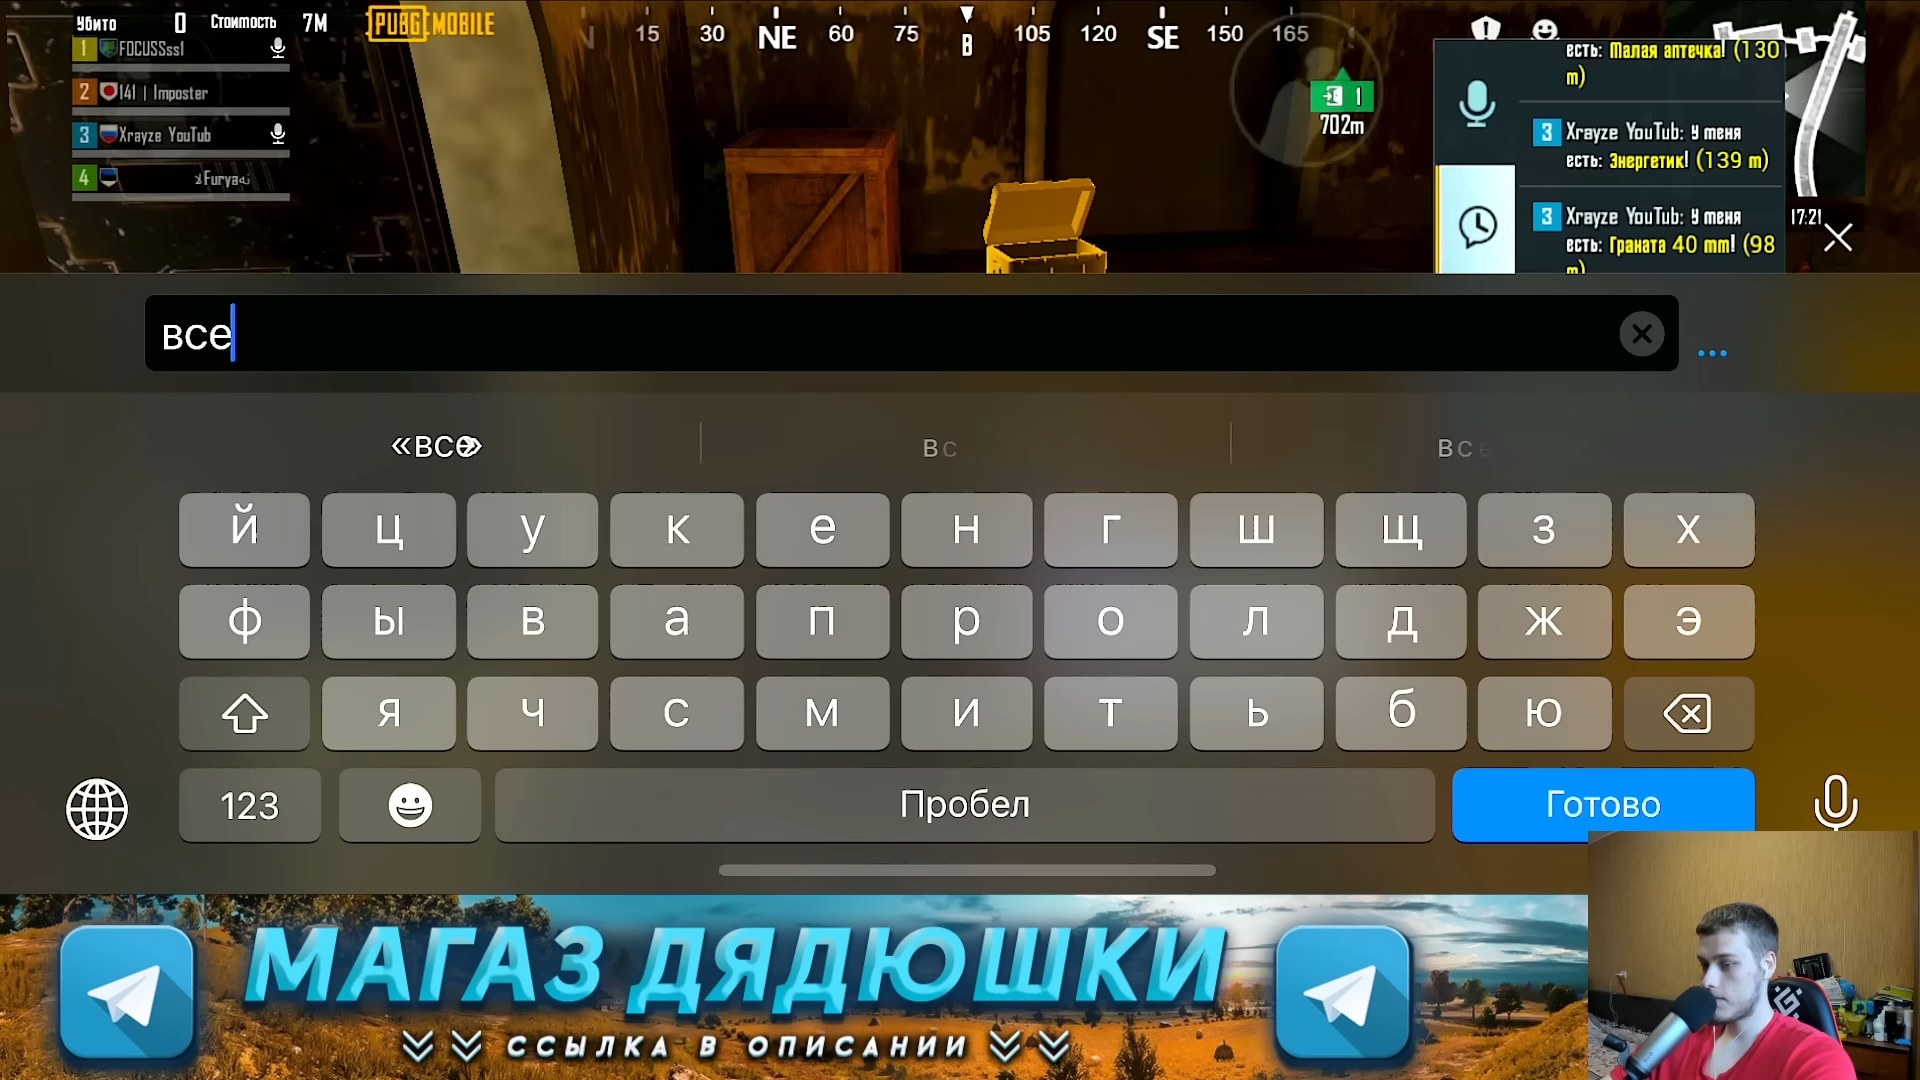 Убито 0 Стоимость 7M PUBG MOBILE
1 FOCUSSss1
2 141 | Imposter
3 Xrayze YouTub
4 Furya
N 15 30 NE 60 75 B 105 120 SE 150 165
1
702m
есть: Малая аптечка! (130
m)
3 Xrayze YouTub: У меня
есть: Энергетик! (139 m)
3 Xrayze YouTub: У меня
есть: Граната 40 mm! (98
m)
17:21
все
...
«все»
Вс
Все
й ц у к е н г ш щ з х
ф ы в а п р о л д ж э
я ч с м и т ь б ю
123 Пробел Готово
МАГАЗ ДЯДЮШКИ
ССЫЛКА В ОПИСАНИИ